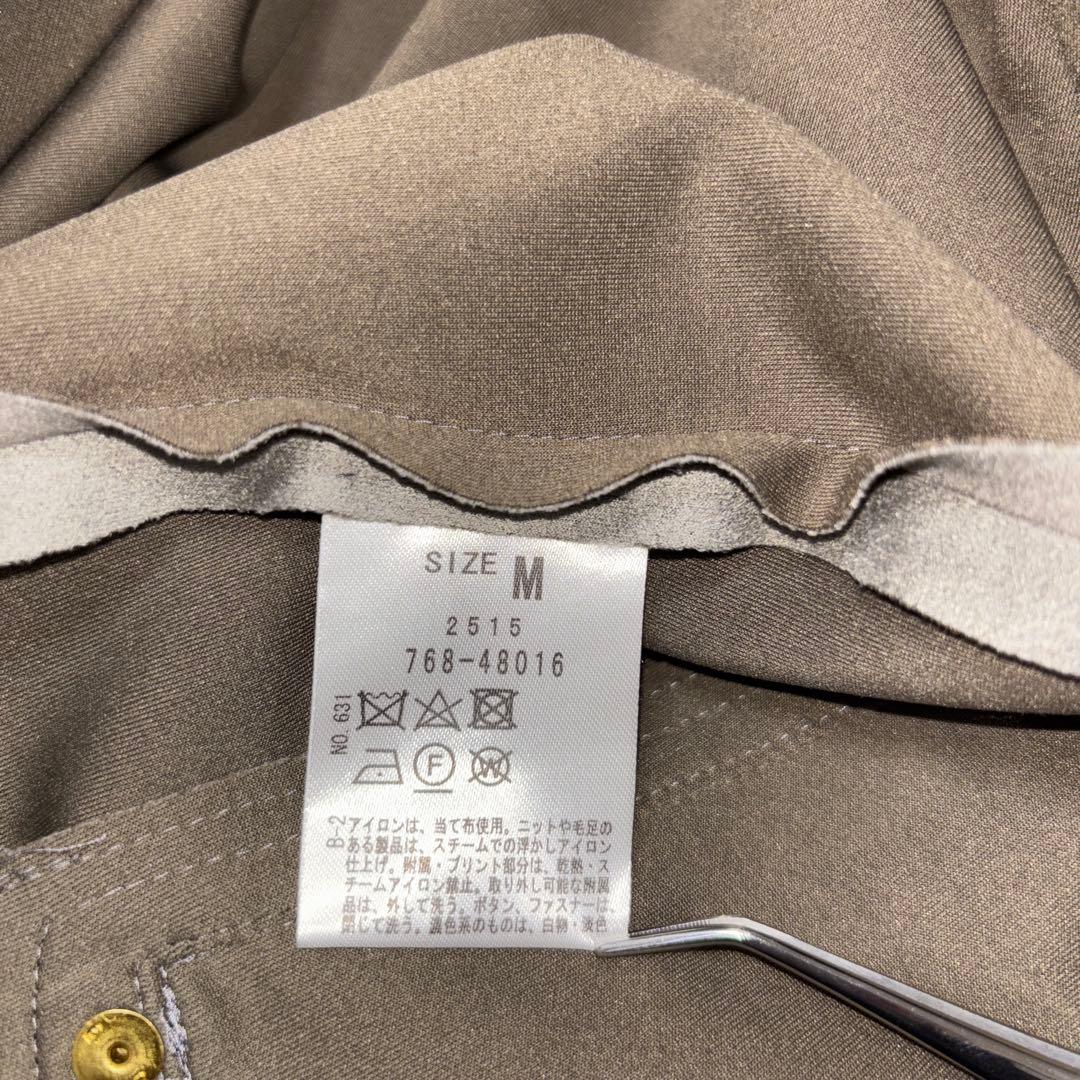 SIZE M
2515
768-48016
NO.631
F
W
B-2
アイロンは、当て布使用。ニットや毛足の
ある製品は、スチームでの浮かしアイロン
仕上げ。附属・プリント部分は、乾熱・ス
チームアイロン禁止。取り外し可能な附属
品は、外して洗う。ボタン、ファスナーは、
閉じて洗う。濃色系のものは、白物・淡色